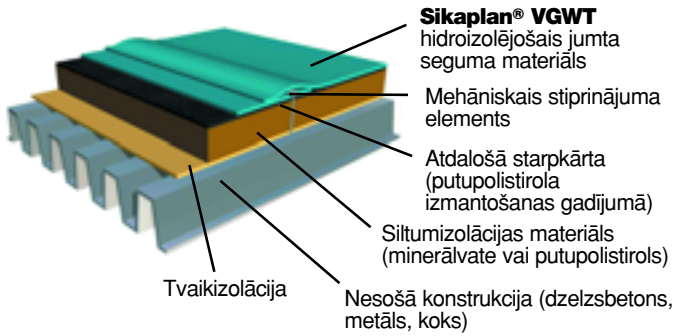 Sikaplan® VGWT
hidroizolējošais jumta
seguma materiāls
Mehāniskais stiprinājuma
elements
Atdalošā starpkārta
(putupolistirola
izmantošanas gadījumā)
Siltumizolācijas materiāls
(minerālvate vai putupolistirols)
Tvaikizolācija
Nesošā konstrukcija (dzelzsbetons,
metāls, koks)